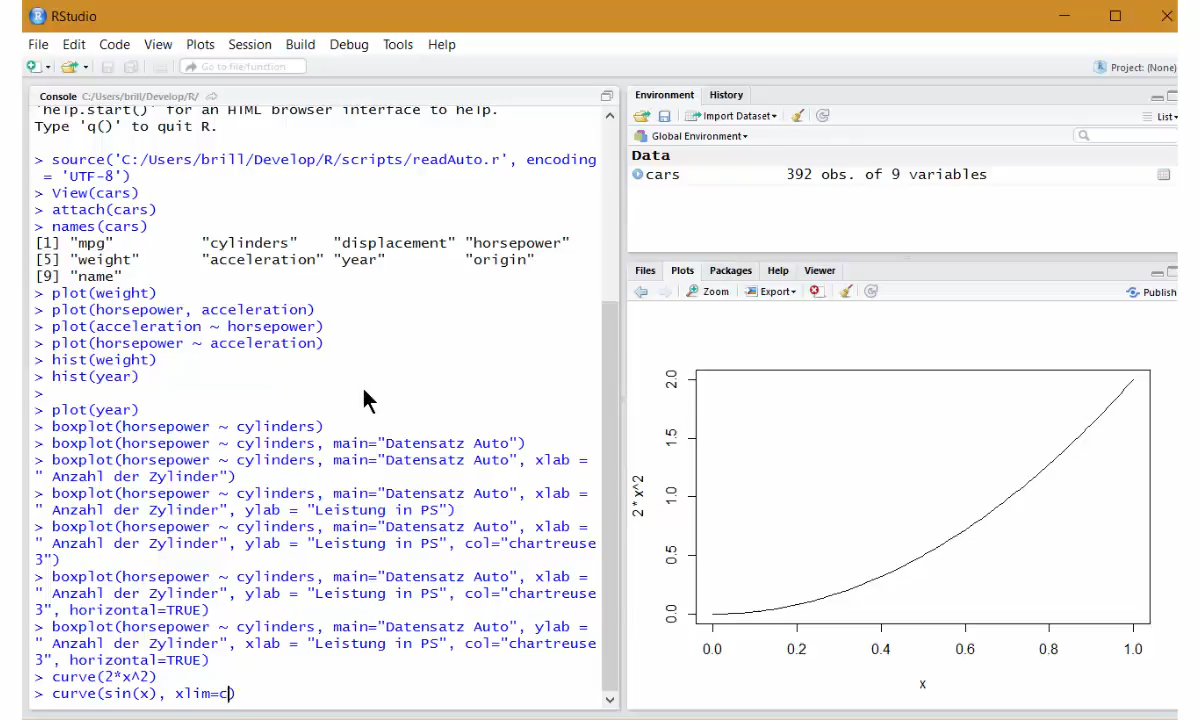 RStudio
File Edit Code View Plots Session Build Debug Tools Help
Go to file/function
Project: (None)
Console C:/Users/brill/Develop/R/
'help.start()' for an HTML browser interface to help.
Type 'q()' to quit R.
> source('C:/Users/brill/Develop/R/scripts/readAuto.r', encoding
= 'UTF-8')
> View(cars)
> attach(cars)
> names(cars)
[1] "mpg" "cylinders" "displacement" "horsepower"
[5] "weight" "acceleration" "year" "origin"
[9] "name"
> plot(weight)
> plot(horsepower, acceleration)
> plot(acceleration ~ horsepower)
> plot(horsepower ~ acceleration)
> hist(weight)
> hist(year)
>
> plot(year)
> boxplot(horsepower ~ cylinders)
> boxplot(horsepower ~ cylinders, main="Datensatz Auto")
> boxplot(horsepower ~ cylinders, main="Datensatz Auto", xlab =
" Anzahl der Zylinder")
> boxplot(horsepower ~ cylinders, main="Datensatz Auto", xlab =
" Anzahl der Zylinder", ylab = "Leistung in PS")
> boxplot(horsepower ~ cylinders, main="Datensatz Auto", xlab =
" Anzahl der Zylinder", ylab = "Leistung in PS", col="chartreuse
3")
> boxplot(horsepower ~ cylinders, main="Datensatz Auto", xlab =
" Anzahl der Zylinder", ylab = "Leistung in PS", col="chartreuse
3", horizontal=TRUE)
> boxplot(horsepower ~ cylinders, main="Datensatz Auto", ylab =
" Anzahl der Zylinder", xlab = "Leistung in PS", col="chartreuse
3", horizontal=TRUE)
> curve(2*x^2)
> curve(sin(x), xlim=c)
Environment History
Import Dataset
List
Global Environment
Data
cars 392 obs. of 9 variables
Files Plots Packages Help Viewer
Zoom Export Publish
2.0
1.5
1.0
0.5
0.0
2 * x^2
0.0 0.2 0.4 0.6 0.8 1.0
x